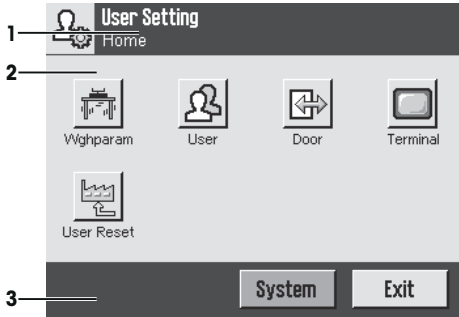 User Setting
1
Home
2
Wghparam
User
Door
Terminal
User Reset
3
System
Exit